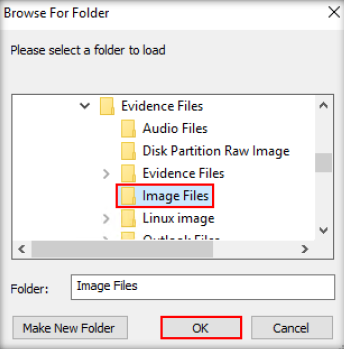 Browse For Folder
Please select a folder to load
Evidence Files
Audio Files
Disk Partition Raw Image
Evidence Files
Image Files
Linux image
Outlook Files
Folder:
Image Files
Make New Folder
OK
Cancel